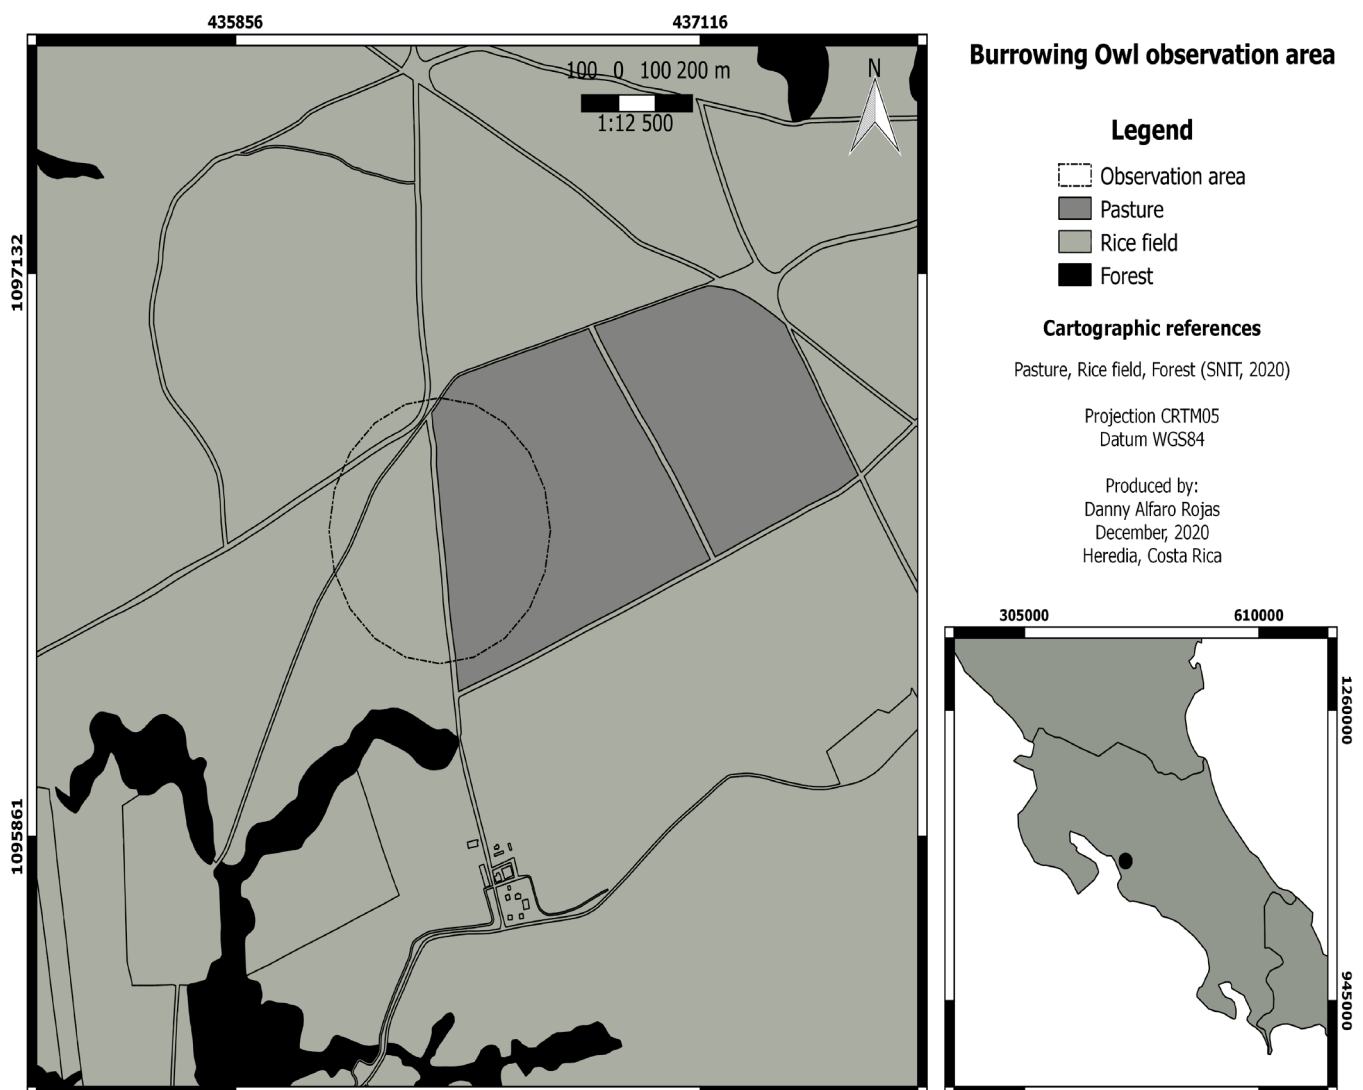 435856
437116
100 0 100 200 m
1:12 500
N
1097132
1095861
Burrowing Owl observation area
Legend
Observation area
Pasture
Rice field
Forest
Cartographic references
Pasture, Rice field, Forest (SNIT, 2020)
Projection CRTM05
Datum WGS84
Produced by:
Danny Alfaro Rojas
December, 2020
Heredia, Costa Rica
305000
610000
1260000
945000